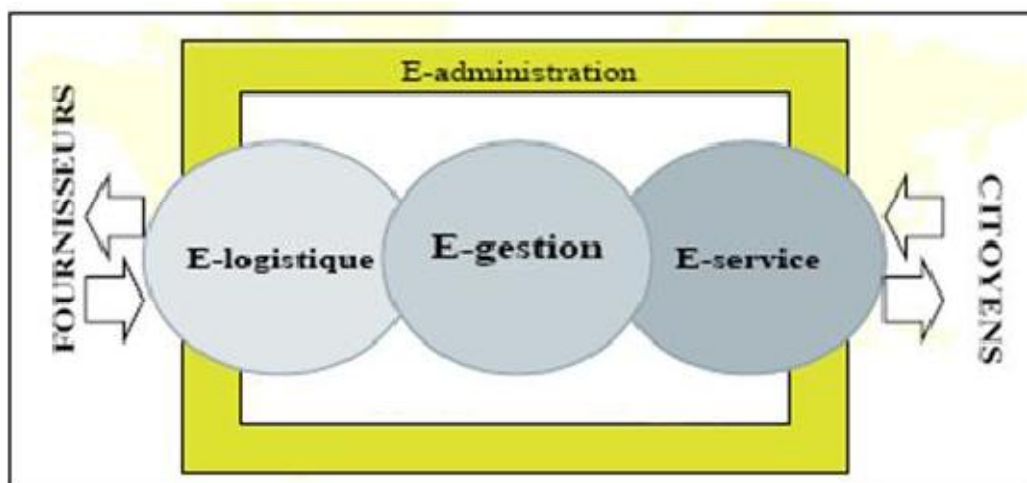 E-administration
FOURNISSEURS
E-logistique
E-gestion
E-service
CITOYENS